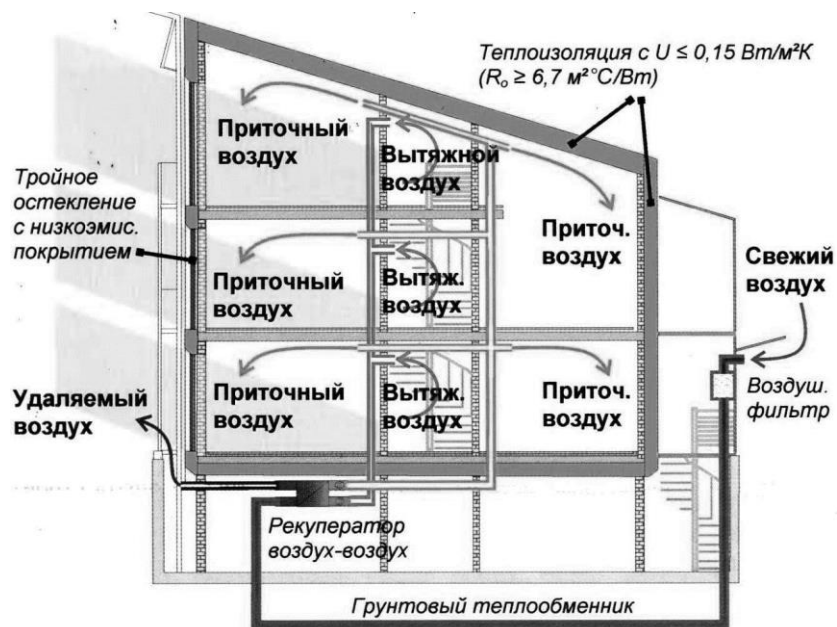 Теплоизоляция с U ≤ 0,15 Вт/м²К
(Rₒ ≥ 6,7 м²°С/Вт)
Приточный
воздух
Вытяжной
воздух
Тройное
остекление
с низкоэмис.
покрытием
Приточ.
воздух
Свежий
воздух
Приточный
воздух
Вытяж.
воздух
Приточный
воздух
Вытяж.
воздух
Приточ.
воздух
Воздуш.
фильтр
Удаляемый
воздух
Рекуператор
воздух-воздух
Грунтовый теплообменник